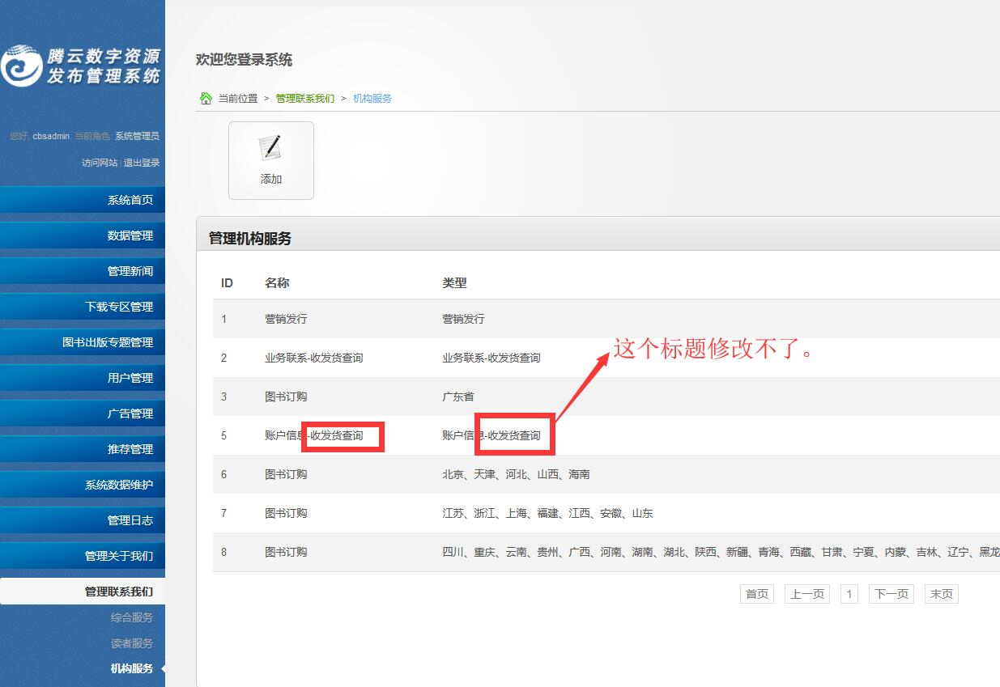 腾云数字资源
发布管理系统
您好, cbsadmin, 当前角色: 系统管理员
访问网站 | 退出登录
系统首页
数据管理
管理新闻
下载专区管理
图书出版专题管理
用户管理
广告管理
推荐管理
系统数据维护
管理日志
管理关于我们
管理联系我们
综合服务
读者服务
机构服务
欢迎您登录系统
当前位置 > 管理联系我们 > 机构服务
添加
管理机构服务
ID 名称 类型
1 营销发行 营销发行
2 业务联系-收发货查询 业务联系-收发货查询
这个标题修改不了。
3 图书订购 广东省
5 账户信息-收发货查询 账户信息-收发货查询
6 图书订购 北京、天津、河北、山西、海南
7 图书订购 江苏、浙江、上海、福建、江西、安徽、山东
8 图书订购 四川、重庆、云南、贵州、广西、河南、湖南、湖北、陕西、新疆、青海、西藏、甘肃、宁夏、内蒙、吉林、辽宁、黑龙
首页 上一页 1 下一页 末页